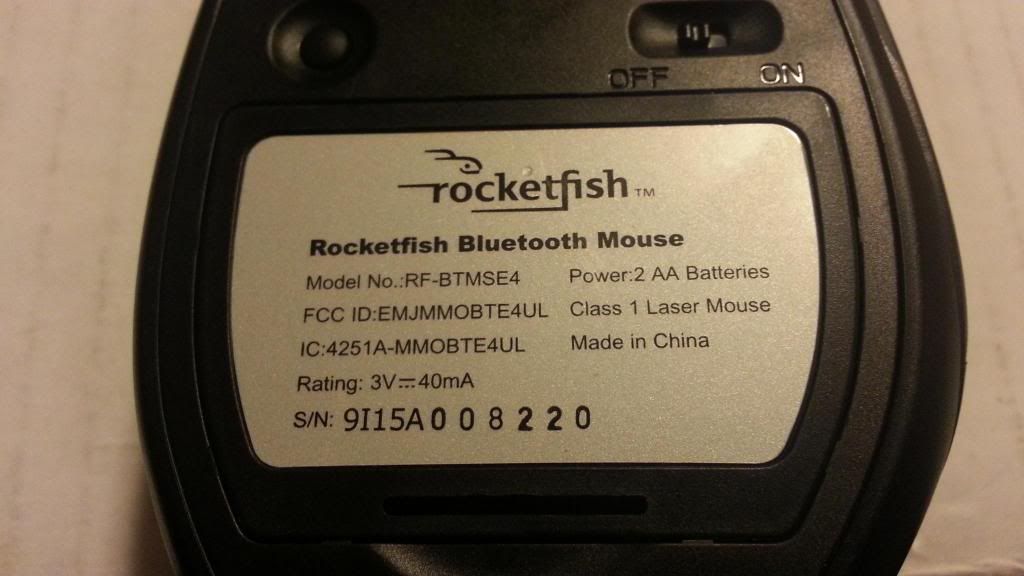 OFF ON
rocketfish™
Rocketfish Bluetooth Mouse
Model No.:RF-BTMSE4 Power:2 AA Batteries
FCC ID:EMJMMOBTE4UL Class 1 Laser Mouse
IC:4251A-MMOBTE4UL Made in China
Rating: 3V⎓40mA
S/N: 9I15A008220